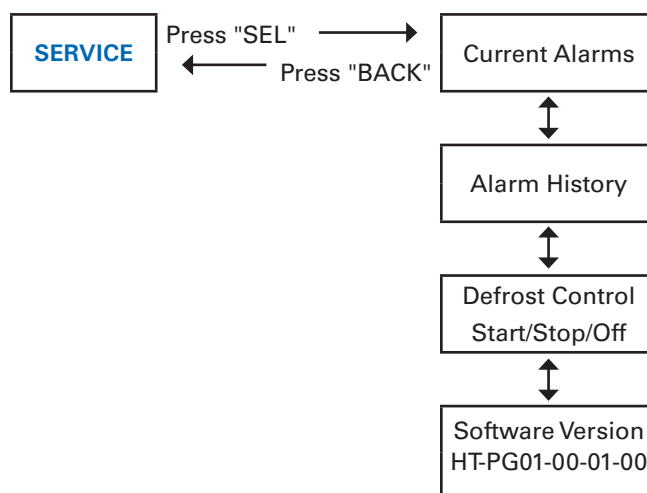 SERVICE
Press "SEL"
Press "BACK"
Current Alarms
Alarm History
Defrost Control
Start/Stop/Off
Software Version
HT-PG01-00-01-00